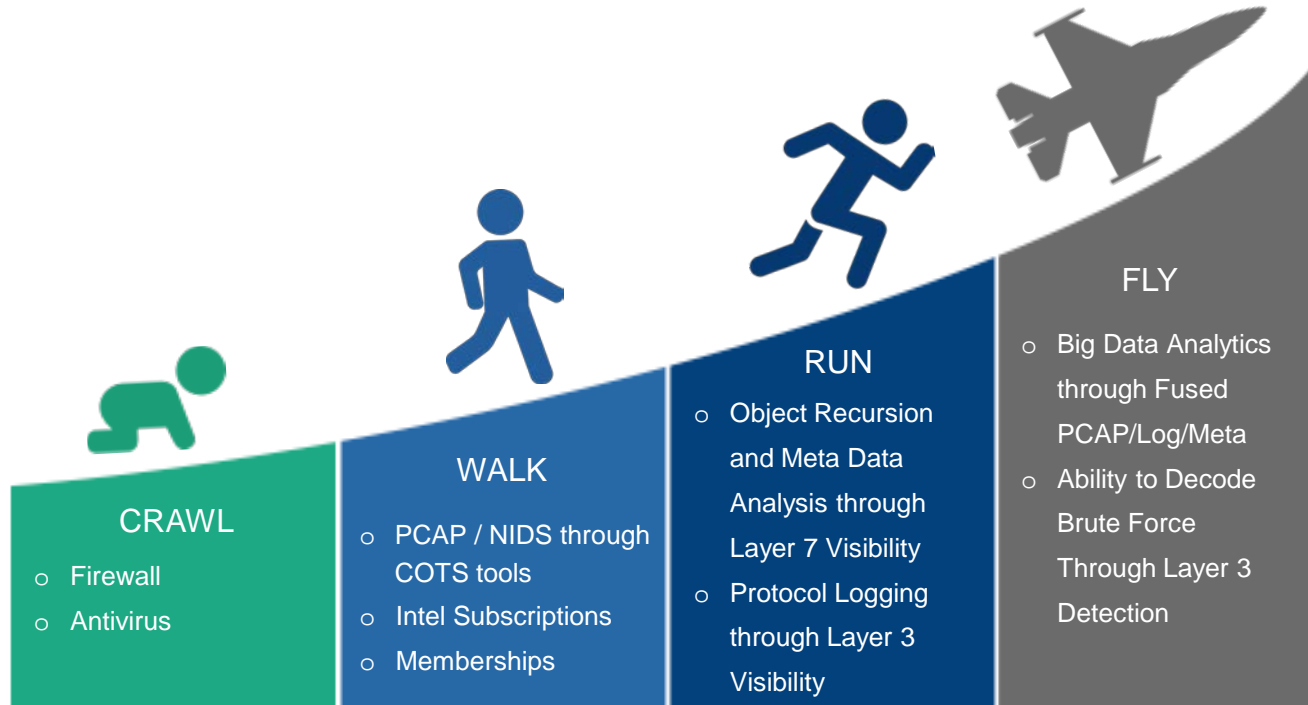 CRAWL
o Firewall
o Antivirus
WALK
o PCAP / NIDS through
COTS tools
o Intel Subscriptions
o Memberships
RUN
o Object Recursion
and Meta Data
Analysis through
Layer 7 Visibility
o Protocol Logging
through Layer 3
Visibility
FLY
o Big Data Analytics
through Fused
PCAP/Log/Meta
o Ability to Decode
Brute Force
Through Layer 3
Detection